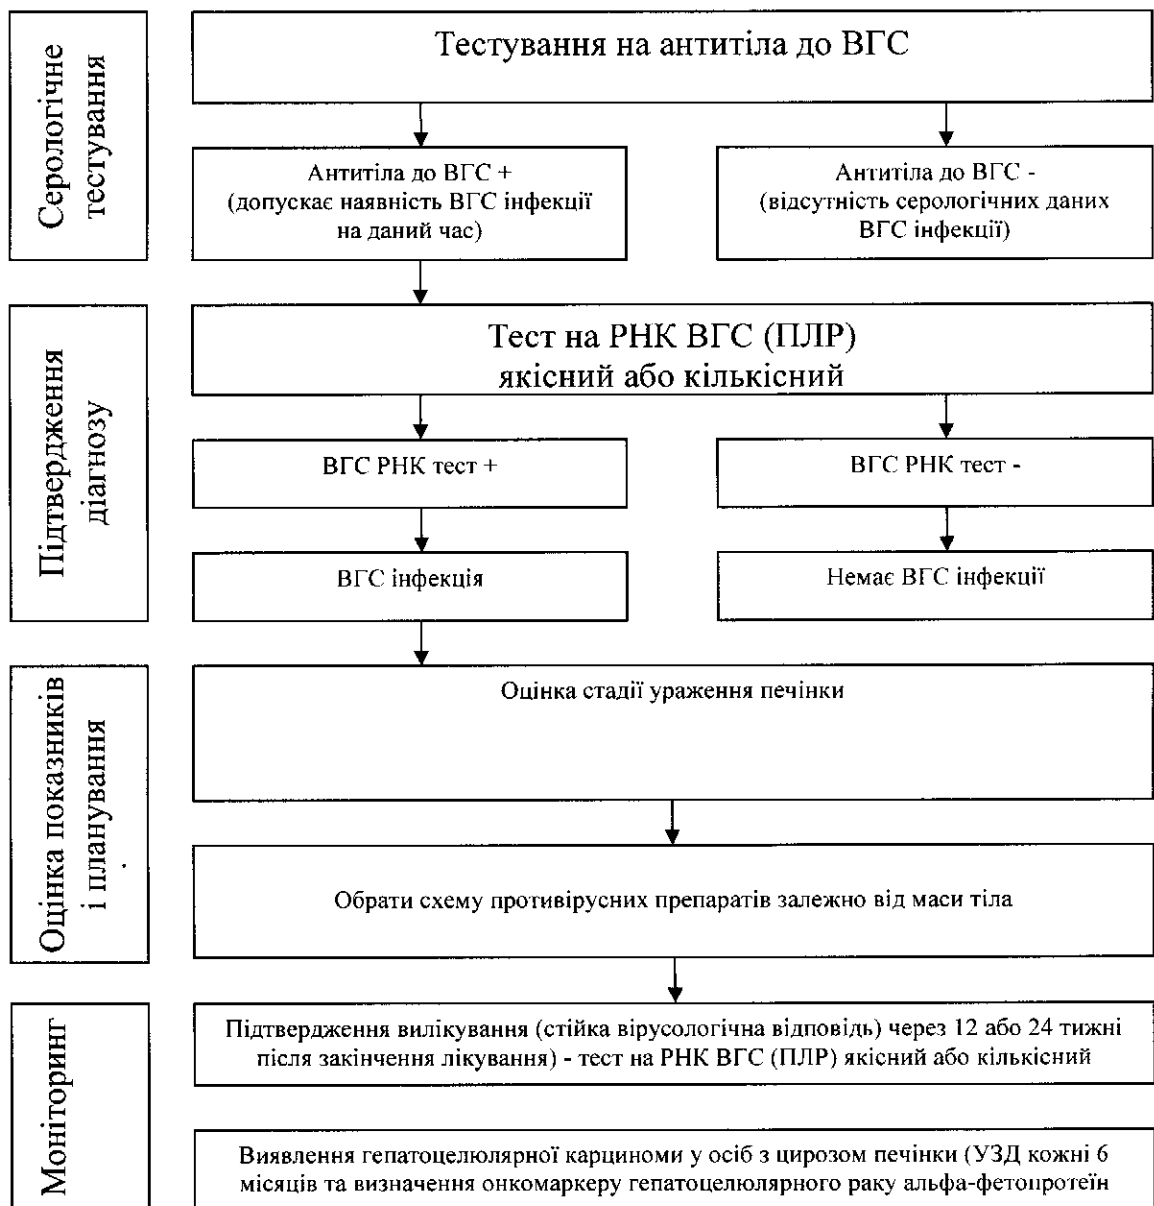 Серологічне
тестування
Тестування на антитіла до ВГС
Антитіла до ВГС +
(допускає наявність ВГС інфекції
на даний час)
Антитіла до ВГС -
(відсутність серологічних даних
ВГС інфекції)
Підтвердження
діагнозу
Тест на РНК ВГС (ПЛР)
якісний або кількісний
ВГС РНК тест +
ВГС РНК тест -
ВГС інфекція
Немає ВГС інфекції
Оцінка показників
і планування
Оцінка стадії ураження печінки
Обрати схему противірусних препаратів залежно від маси тіла
Моніторинг
Підтвердження вилікування (стійка вірусологічна відповідь) через 12 або 24 тижні
після закінчення лікування) - тест на РНК ВГС (ПЛР) якісний або кількісний
Виявлення гепатоцелюлярної карциноми у осіб з цирозом печінки (УЗД кожні 6
місяців та визначення онкомаркеру гепатоцелюлярного раку альфа-фетопротеїн